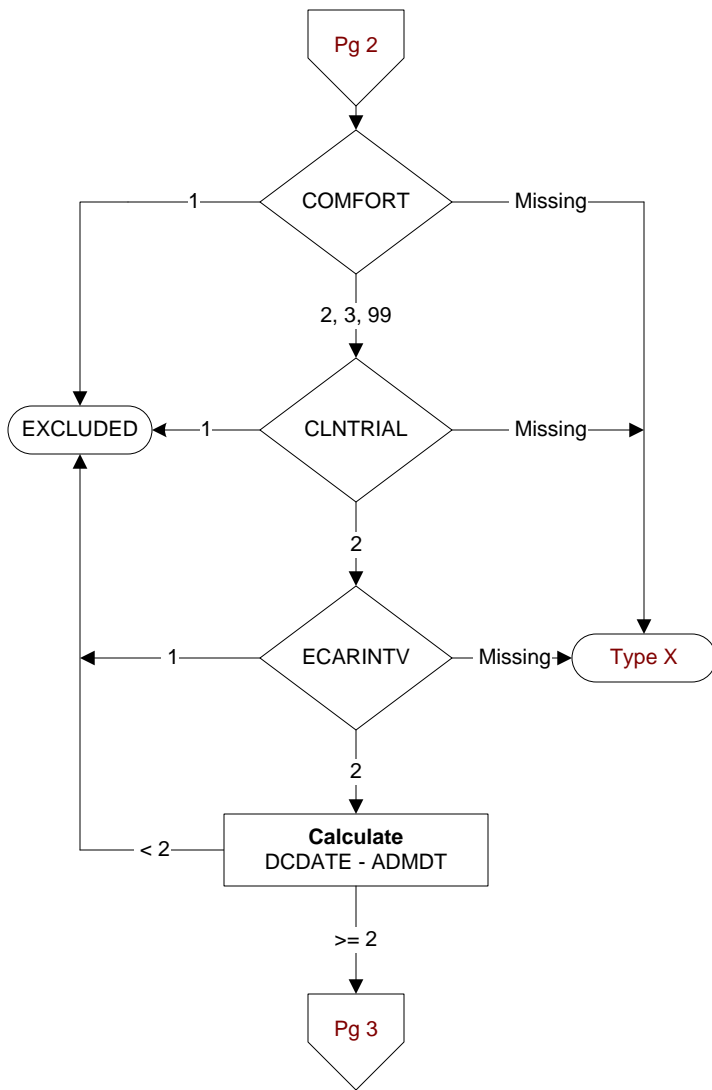 Pg 2
COMFORT
1
Missing
2, 3, 99
EXCLUDED
1
CLNTRIAL
Missing
2
1
ECARINTV
Missing
Type X
2
Calculate
DCDATE - ADMDT
< 2
>= 2
Pg 3